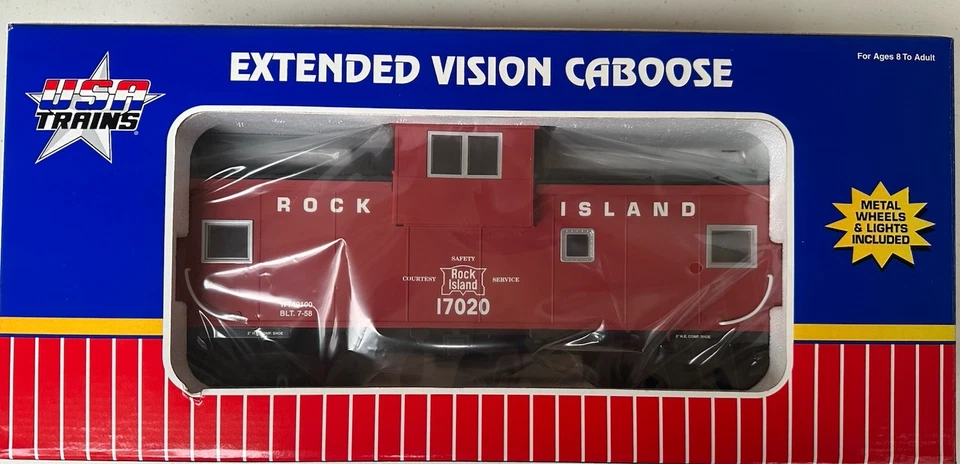 EXTENDED VISION CABOOSE
For Ages 8 To Adult
USA
TRAINS
®
METAL
WHEELS
& LIGHTS
INCLUDED
ROCK ISLAND
SAFETY
COURTESY Rock Island SERVICE
17020
BLT. 7-58